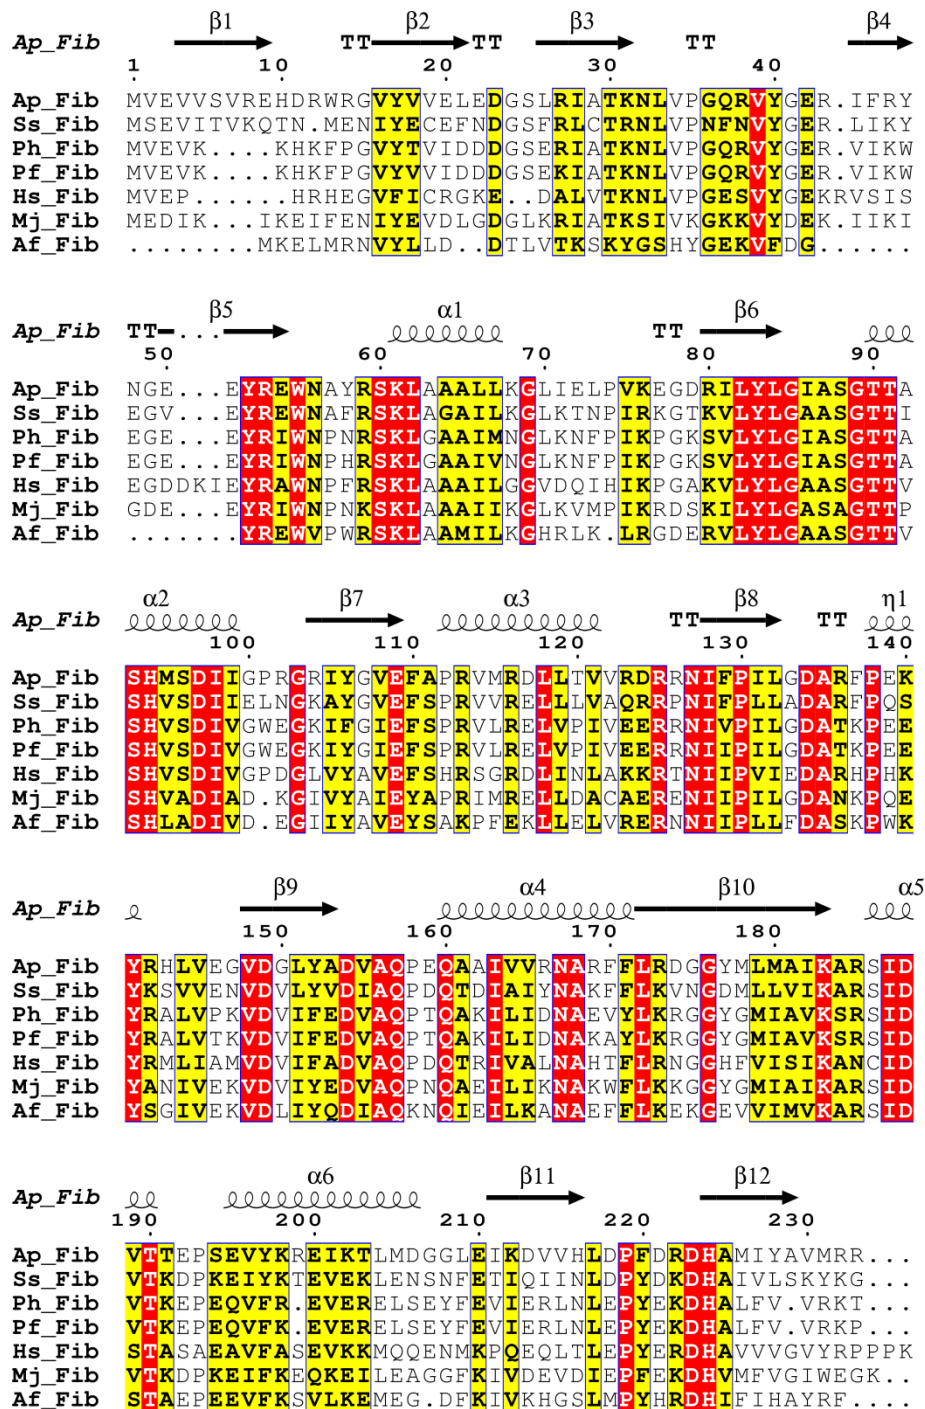 β1 β2 β3 β4
Ap_Fib TT TT TT
1 10 20 30 40
Ap_Fib MVEVVSVREHDRWRGVYVVELEDGSLRIATKNLVPGQRVYGER.IFRY
Ss_Fib MSEVITVKQTN.MENIYECEFNDGSFRLCTRNLVPNFNVYGER.LIKY
Ph_Fib MVEVK....KHKFPGVYTVIDDDGSERIATKNLVPGQRVYGER.VIKW
Pf_Fib MVEVK....KHKFPGVYVVIDDDGSEKIATKNLVPGQRVYGER.VIKW
Hs_Fib MVEP......HRHEGVFICRGKE..DALVTKNLVPGESVYGEKRVSIS
Mj_Fib MEDIK...IKEIFENIYEVDLGDGLKRIATKSIVKGKKVYDEK.IIKI
Af_Fib ........MKELMRNVYLLD..DTLVTKSKYGSHYGEKVFDG......
β5 α1 β6
Ap_Fib TT ... TT
50 60 70 80 90
Ap_Fib NGE...EYREWNAYRSKLAAALLKGLIELPVKEGDRILYLGIASGTTA
Ss_Fib EGV...EYREWNAFRSKLAGAILKGLKTNPIRKGTKVLYLGAASGTTI
Ph_Fib EGE...EYRIWNPNRSKLGAAIMNGLKNFPIKPGKSVLYLGIASGTTA
Pf_Fib EGE...EYRIWNPHRSKLGAAIVNGLKNFPIKPGKSVLYLGIASGTTA
Hs_Fib EGDDKIEYRAWNPFRSKLAAAILGGVDQIHIKPGAKVLYLGAASGTTV
Mj_Fib GDE...EYRIWNPNKSKLAAAIIKGLKVMPIKRDSKILYLGASAGTTP
Af_Fib .......YREWVPWRSKLAAMILKGHRLK.LRGDERVLYLGAASGTTV
α2 β7 α3 β8 η1
Ap_Fib TT TT
100 110 120 130 140
Ap_Fib SHMSDIIGPRGRIYGVEFAPRVMRDLLTVVRDRRNIFPILGDARFPEK
Ss_Fib SHVSDIIELNGKAYGVEFSPRVVRELLLVAQRRPNIFPLLADARFPQS
Ph_Fib SHVSDIVGWEGKIFGIEFSPRVLRELVPIVEERRNIVPILGDATKPEE
Pf_Fib SHVSDIVGWEGKIYGIEFSPRVLRELVPIVEERRNIIPILGDATKPEE
Hs_Fib SHVSDIVGPDGLVYAVEFSHRSGRDLINLAKKRTNIIPVIEDARHPHK
Mj_Fib SHVADIAD.KGIVYAIEYAPRIMRELLDACAERENIIPILGDANKPQE
Af_Fib SHLADIVD.EGIIYAVEYSAKPFEKLLELVRERNNIIPLLFDASKPWK
β9 α4 β10 α5
Ap_Fib
150 160 170 180
Ap_Fib YRHLVEGVDGLYADVAQPEQAAIVVRNARFFLRDGGYMLMAIKARSID
Ss_Fib YKSVVENVDVLYVDIAQPDQTDIAIYNAKFFLKVNGDMLLVIKARSID
Ph_Fib YRALVPKVDVIFEDVAQPTQAKILIDNAEVYLKRGGYGMIAVKSRSID
Pf_Fib YRALVTKVDVIFEDVAQPTQAKILIDNAKAYLKRGGYGMIAVKSRSID
Hs_Fib YRMLIAMVDVIFADVAQPDQTRIVALNAHTFLRNGGHFVISIKANCID
Mj_Fib YANIVEKVDVIYEDVAQPNQAEILIKNAKWFLKKGGYGMIAIKARSID
Af_Fib YSGIVEKVDLIYQDIAQKNQIEILKANAEFFLKEKGEVVIMVKARSID
α6 β11 β12
Ap_Fib
190 200 210 220 230
Ap_Fib VTTEPSEVYKREIKTLMDGGLEIKDVVHLDPFDRDHAMIYAVMRR...
Ss_Fib VTKDPKEIYKTEVEKLENSNFETIQIINLDPYDKDHAIVLSKYKG...
Ph_Fib VTKEPEQVFR.EVERELSEYFEVIERLNLEPYEKDHALFV.VRKT...
Pf_Fib VTKEPEQVFK.EVERELSEYFEVIERLNLEPYEKDHALFV.VRKP...
Hs_Fib STASAEAVFASEVKKMQQENMKPQEQLTLEPYERDHAVVVGVYRPPPK
Mj_Fib VTKDPKEIFKEQKEILEAGGFKIVDEVDIEPFEKDHVMFVGIWEGK..
Af_Fib STAEPEEVFKSVLKEMEG.DFKIVKHGSLMPYHRDHIFIHAYRF....